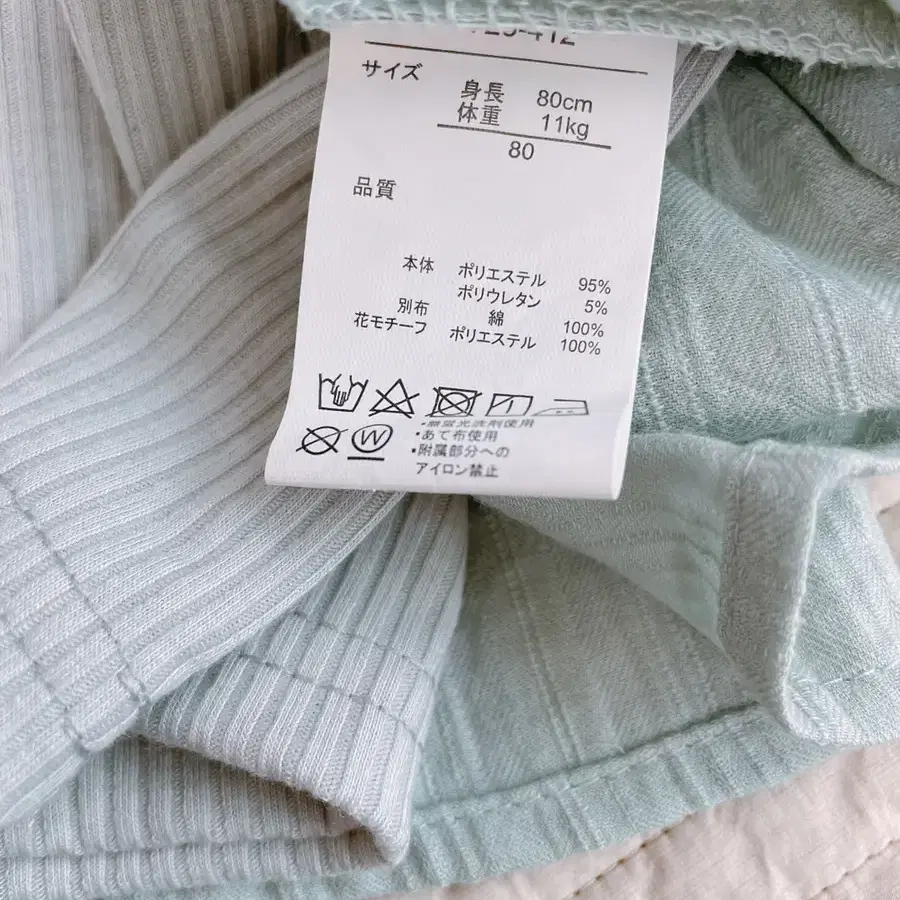 サイズ
身長 80cm
体重 11kg
80
品質
本体 ポリエステル 95%
ポリウレタン 5%
別布 綿 100%
花モチーフ ポリエステル 100%
W
・あて布使用
・附属部分への
アイロン禁止